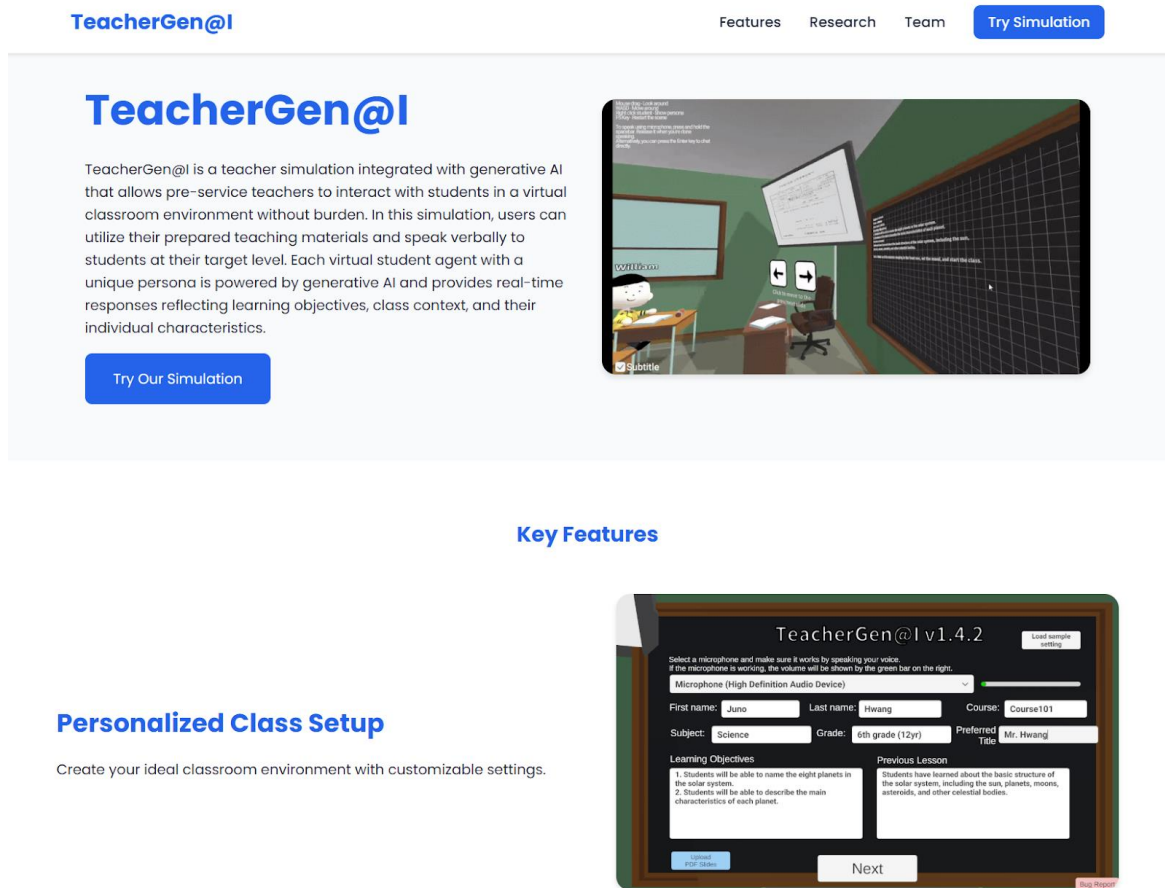 TeacherGen@I
Features Research Team Try Simulation
TeacherGen@I
TeacherGen@I is a teacher simulation integrated with generative AI
that allows pre-service teachers to interact with students in a virtual
classroom environment without burden. In this simulation, users can
utilize their prepared teaching materials and speak verbally to
students at their target level. Each virtual student agent with a
unique persona is powered by generative AI and provides real-time
responses reflecting learning objectives, class context, and their
individual characteristics.
Try Our Simulation
William
Subtitle
Key Features
Personalized Class Setup
Create your ideal classroom environment with customizable settings.
TeacherGen@I v1.4.2
Load sample
setting
Select a microphone and make sure it works by speaking your voice.
If the microphone is working, the volume will be shown by the green bar on the right.
Microphone (High Definition Audio Device)
First name: Juno Last name: Hwang Course: Course101
Subject: Science Grade: 6th grade (12yr) Preferred Title Mr. Hwang
Learning Objectives
1. Students will be able to name the eight planets in
the solar system.
2. Students will be able to describe the main
characteristics of each planet.
Previous Lesson
Students have learned about the basic structure of
the solar system, including the sun, planets, moons,
asteroids, and other celestial bodies.
Upload
PDF Slides
Next
Bug Report